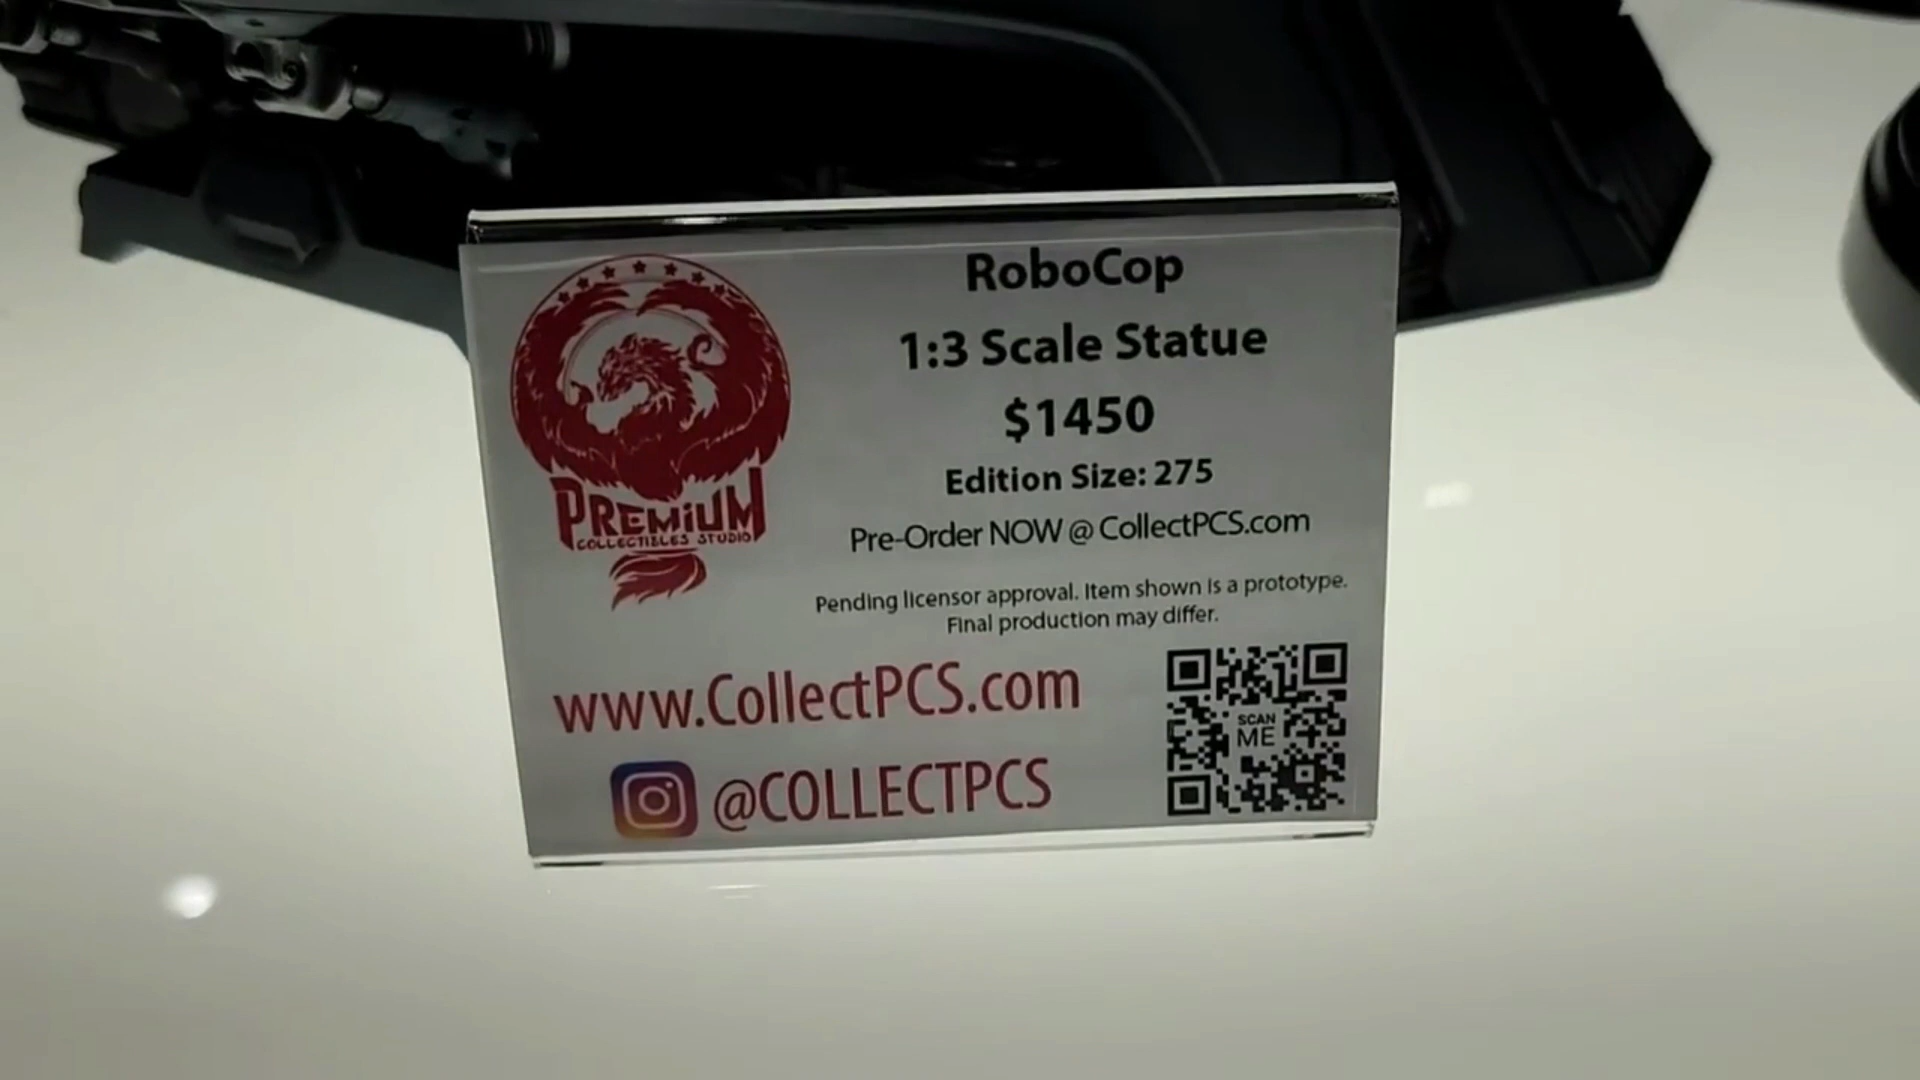 RoboCop
1:3 Scale Statue
$1450
Edition Size: 275
Pre-Order NOW @ CollectPCS.com
Pending licensor approval. Item shown is a prototype.
Final production may differ.
PREMiUM
COLLECTIBLES STUDIO
www.CollectPCS.com
@COLLECTPCS
SCAN
ME